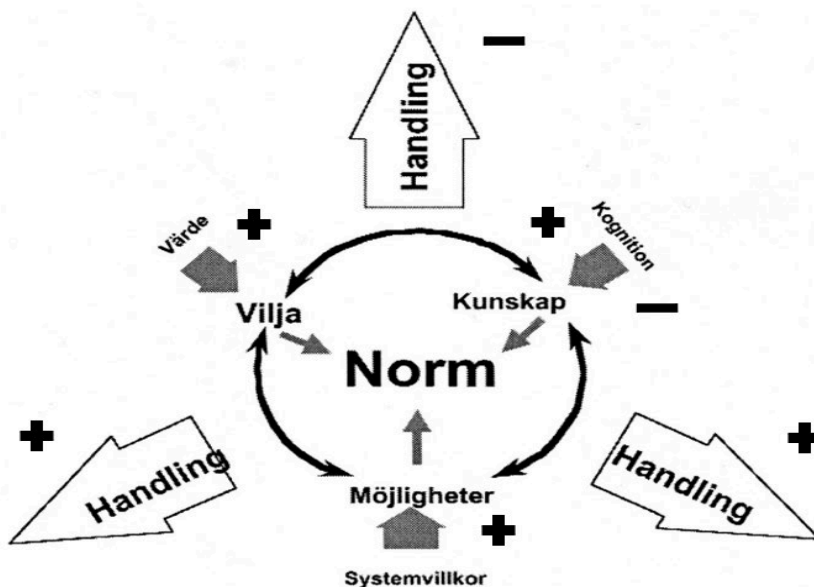 Handling
Värde
Kognition
Vilja
Kunskap
Norm
Handling
Handling
Möjligheter
Systemvillkor